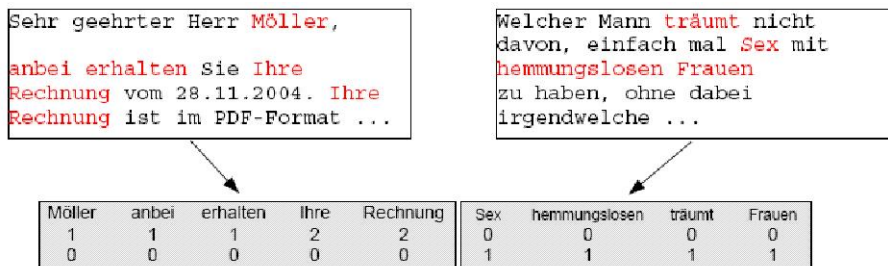 Sehr geehrter Herr Möller,
anbei erhalten Sie Ihre
Rechnung vom 28.11.2004. Ihre
Rechnung ist im PDF-Format ...
Welcher Mann träumt nicht
davon, einfach mal Sex mit
hemmungslosen Frauen
zu haben, ohne dabei
irgendwelche ...
Möller anbei erhalten Ihre Rechnung Sex hemmungslosen träumt Frauen
1 1 1 2 2 0 0 0 0
0 0 0 0 0 1 1 1 1